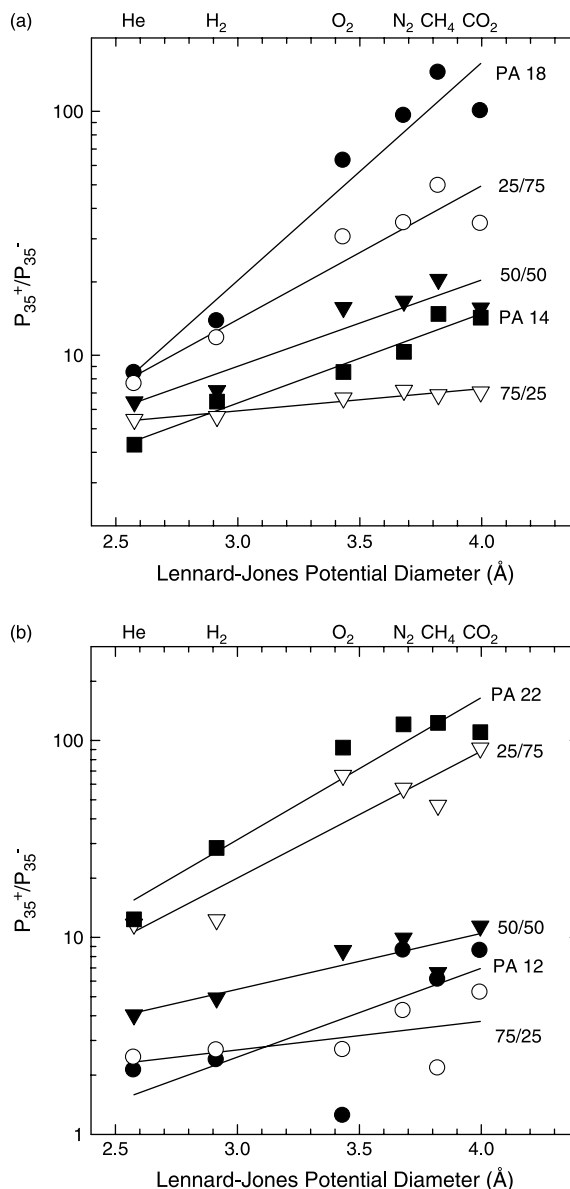 (a)
He H₂ O₂ N₂ CH₄ CO₂
PA 18
100
25/75
P₃₅⁺/P₃₅⁻
50/50
PA 14
10
75/25
2.5 3.0 3.5 4.0
Lennard-Jones Potential Diameter (Å)
(b)
He H₂ O₂ N₂ CH₄ CO₂
PA 22
100
25/75
P₃₅⁺/P₃₅⁻
50/50
10
PA 12
75/25
1
2.5 3.0 3.5 4.0
Lennard-Jones Potential Diameter (Å)